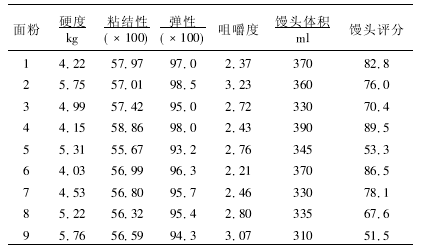 面粉 硬度 粘结性 弹性 咀嚼度 馒头体积 馒头评分
kg (×100) (×100) ml
1 4.22 57.97 97.0 2.37 370 82.8
2 5.75 57.01 98.5 3.23 360 76.0
3 4.99 57.42 95.0 2.72 330 70.4
4 4.15 58.86 98.0 2.43 390 89.5
5 5.31 55.67 93.2 2.76 345 53.3
6 4.03 56.99 96.3 2.21 370 86.5
7 4.53 56.80 95.7 2.46 330 78.1
8 5.22 56.32 95.4 2.80 335 67.6
9 5.76 56.59 94.3 3.07 310 51.5